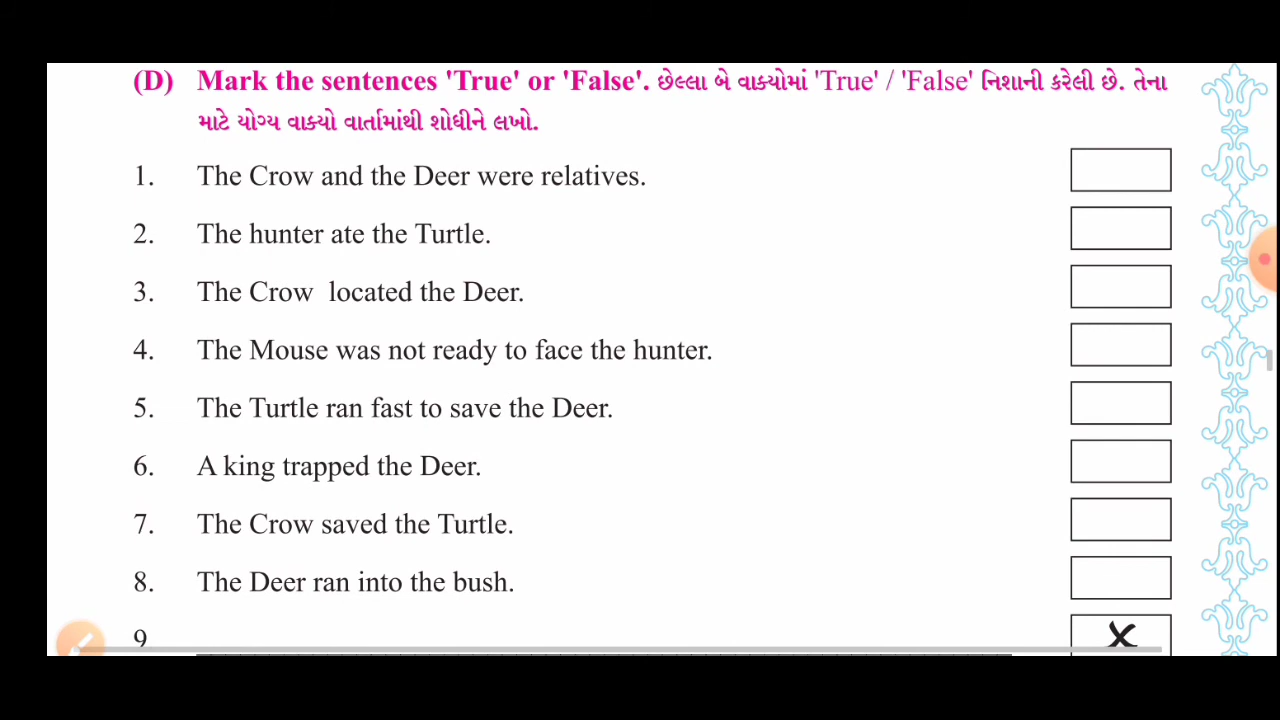 (D) Mark the sentences 'True' or 'False'. છેલ્લા બે વાક્યોમાં 'True' / 'False' નિશાની કરેલી છે. તેના
માટે યોગ્ય વાક્યો વાર્તામાંથી શોધીને લખો.
1. The Crow and the Deer were relatives.
2. The hunter ate the Turtle.
3. The Crow located the Deer.
4. The Mouse was not ready to face the hunter.
5. The Turtle ran fast to save the Deer.
6. A king trapped the Deer.
7. The Crow saved the Turtle.
8. The Deer ran into the bush.
9 X